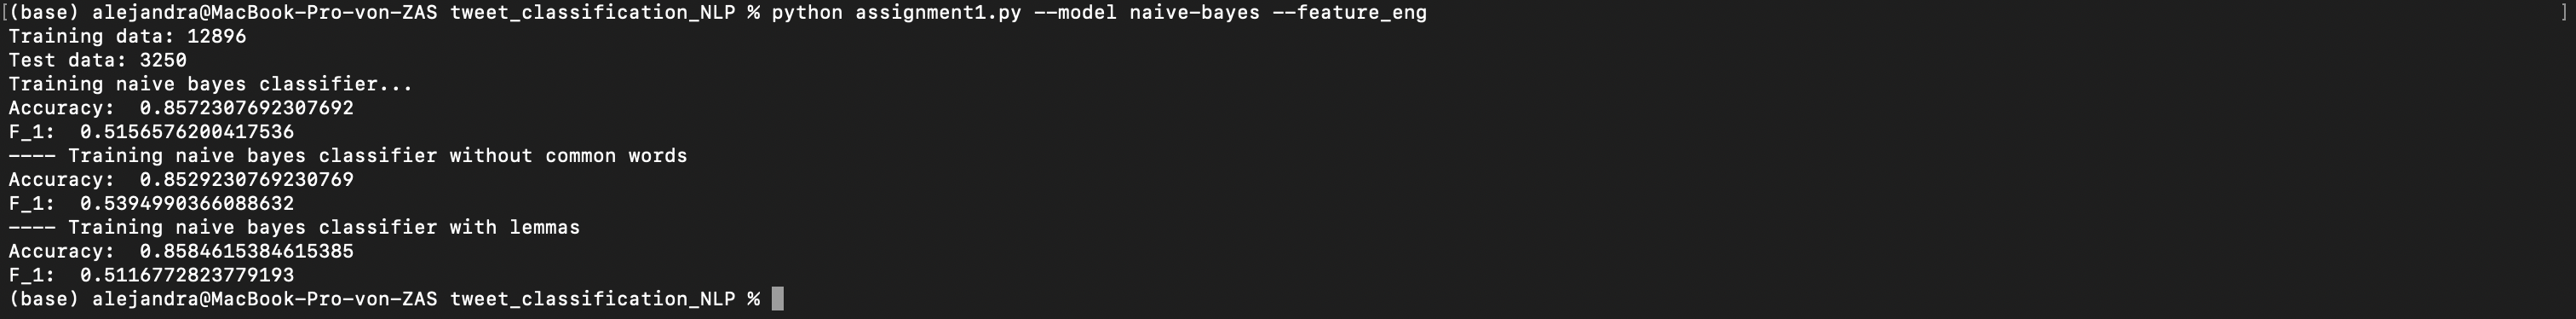 [(base) alejandra@MacBook-Pro-von-ZAS tweet_classification_NLP % python assignment1.py --model naive-bayes --feature_eng ]
Training data: 12896
Test data: 3250
Training naive bayes classifier...
Accuracy:  0.8572307692307692
F_1:  0.5156576200417536
---- Training naive bayes classifier without common words
Accuracy:  0.8529230769230769
F_1:  0.5394990366088632
---- Training naive bayes classifier with lemmas
Accuracy:  0.8584615384615385
F_1:  0.5116772823779193
(base) alejandra@MacBook-Pro-von-ZAS tweet_classification_NLP %